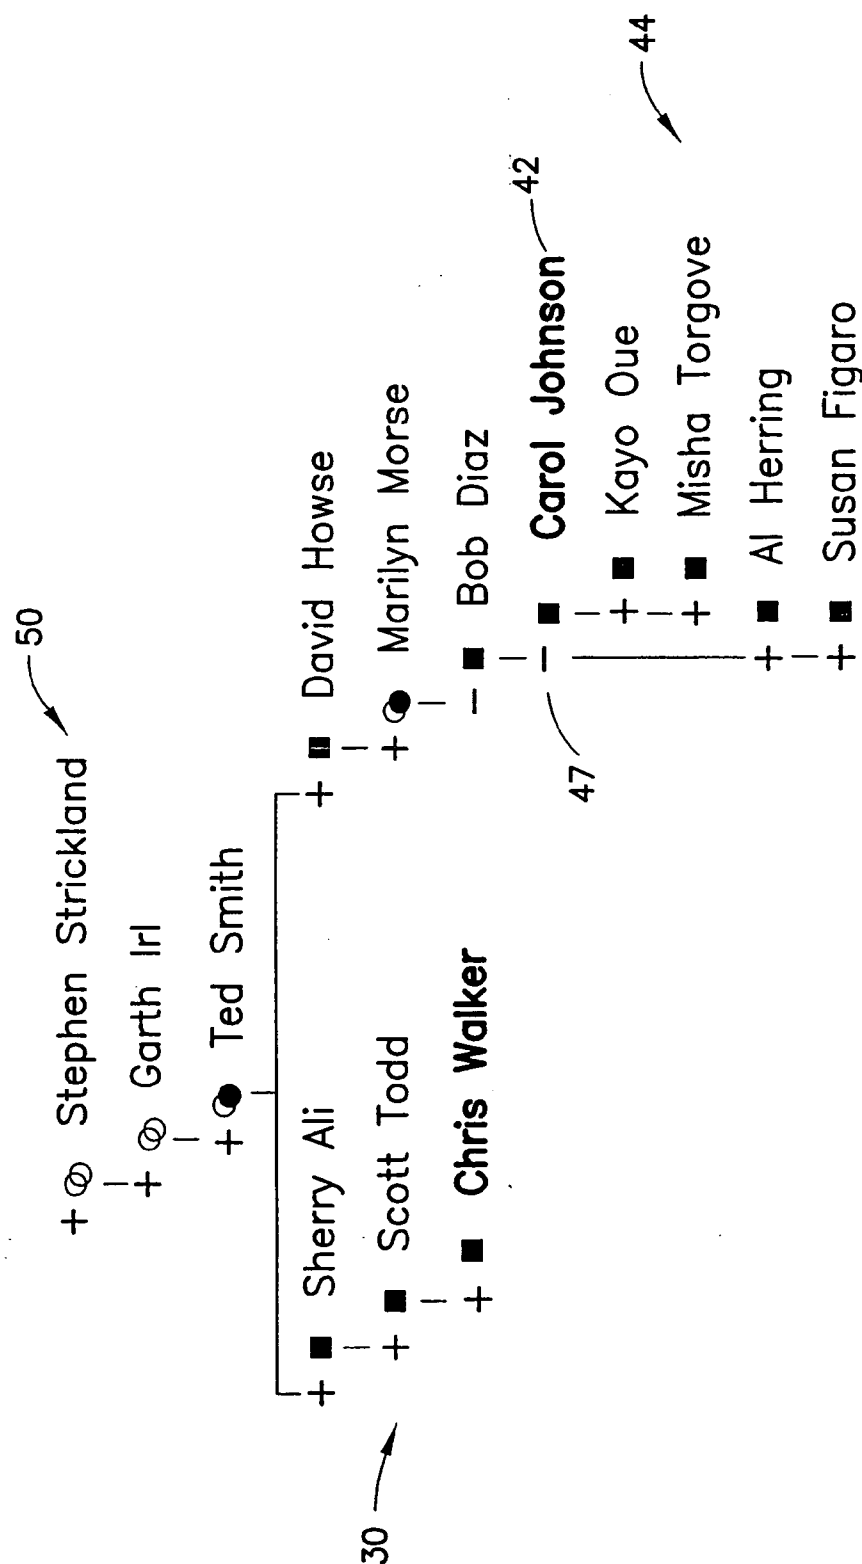 50
+ Stephen Strickland
+ Garth Irl
+ Ted Smith
+ Sherry Ali
+ Scott Todd
+ Chris Walker
30
+ David Howse
+ Marilyn Morse
− Bob Diaz
− Carol Johnson
42
47
+ Kayo Oue
+ Misha Torgove
44
+ Al Herring
+ Susan Figaro